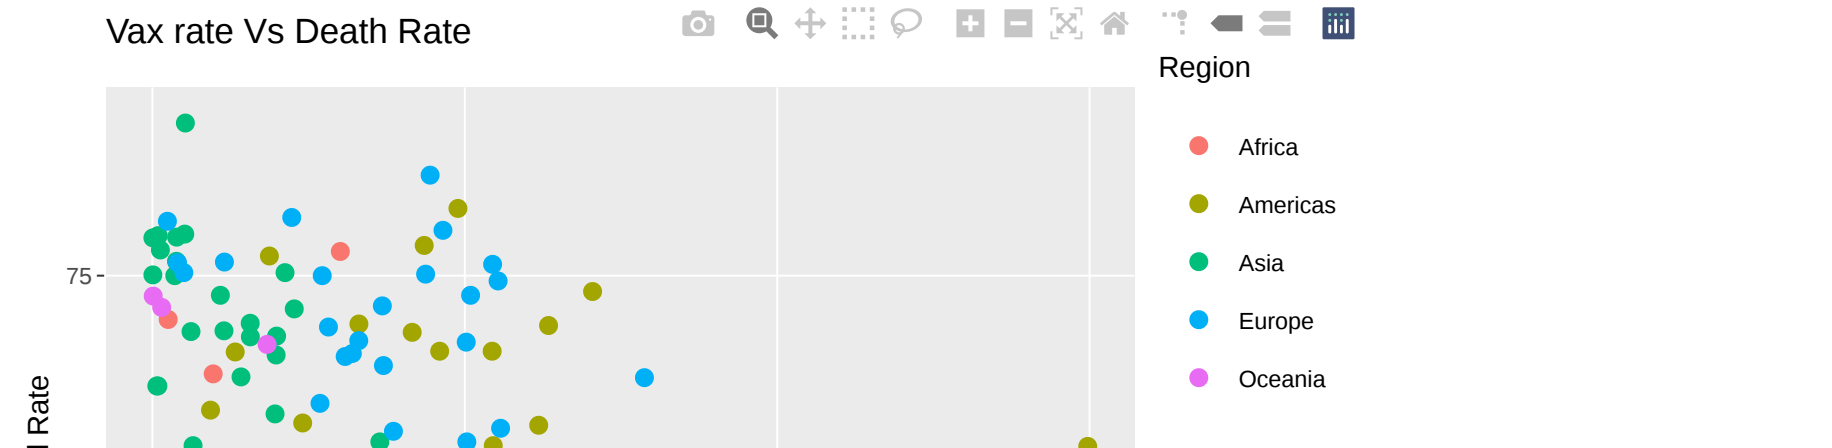 Vax rate Vs Death Rate
Region
Africa
Americas
Asia
Europe
Oceania
75
Rate